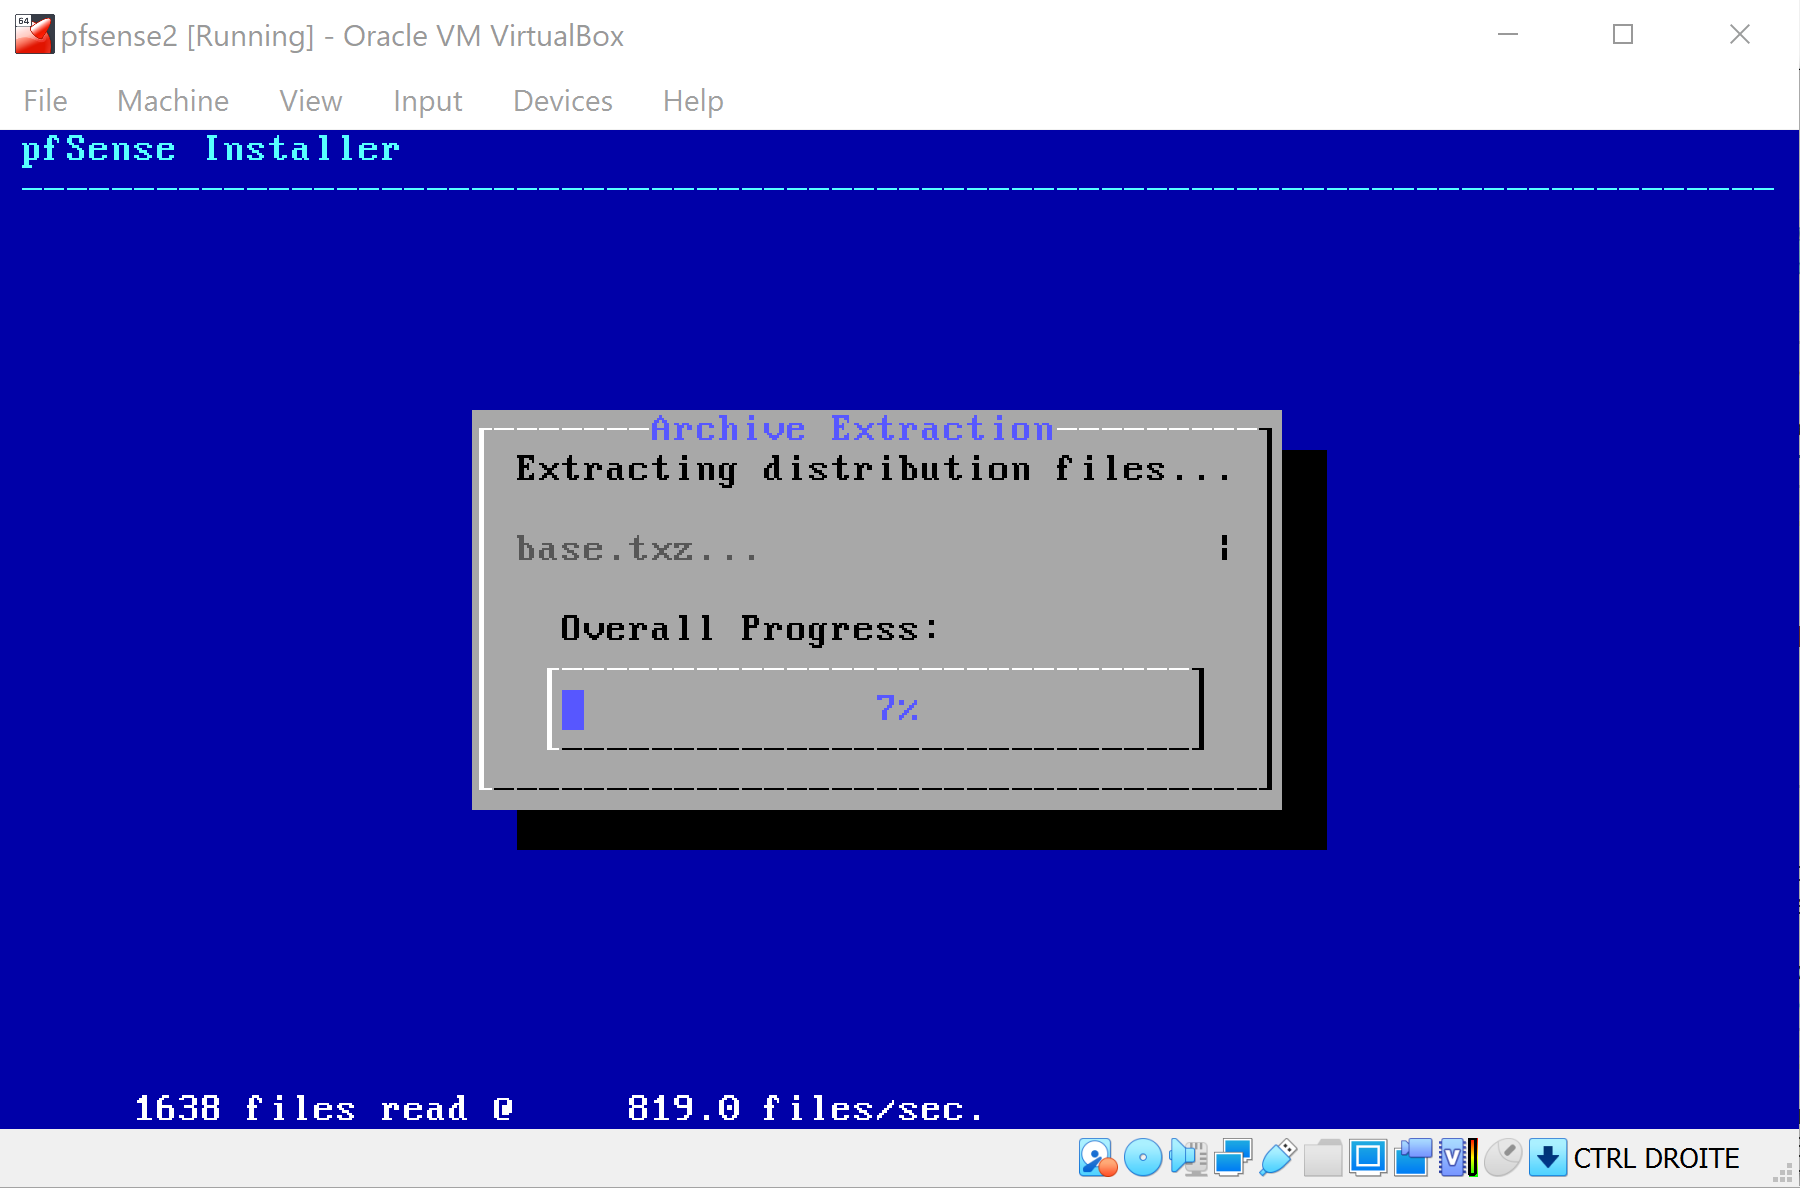 64
pfsense2 [Running] - Oracle VM VirtualBox
File Machine View Input Devices Help
pfSense Installer
Archive Extraction
Extracting distribution files...
base.txz... |
Overall Progress:
7%
1638 files read @ 819.0 files/sec.
V
CTRL DROITE